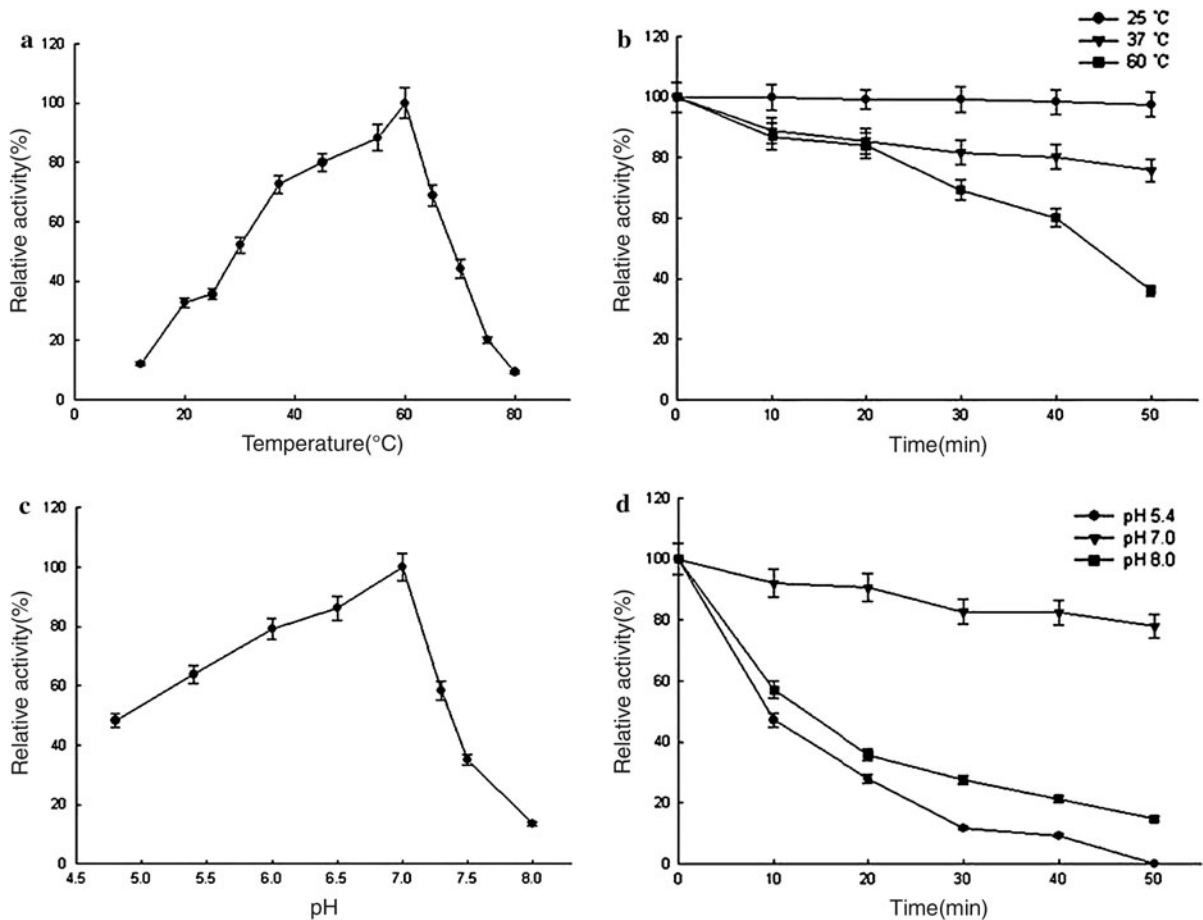 a
Relative activity(%)
120
100
80
60
40
20
0
0 20 40 60 80
Temperature(°C)
b
25 °C
37 °C
60 °C
Relative activity(%)
120
100
80
60
40
20
0
0 10 20 30 40 50
Time(min)
c
Relative activity(%)
120
100
80
60
40
20
0
4.5 5.0 5.5 6.0 6.5 7.0 7.5 8.0
pH
d
pH 5.4
pH 7.0
pH 8.0
Relative activity(%)
120
100
80
60
40
20
0
0 10 20 30 40 50
Time(min)